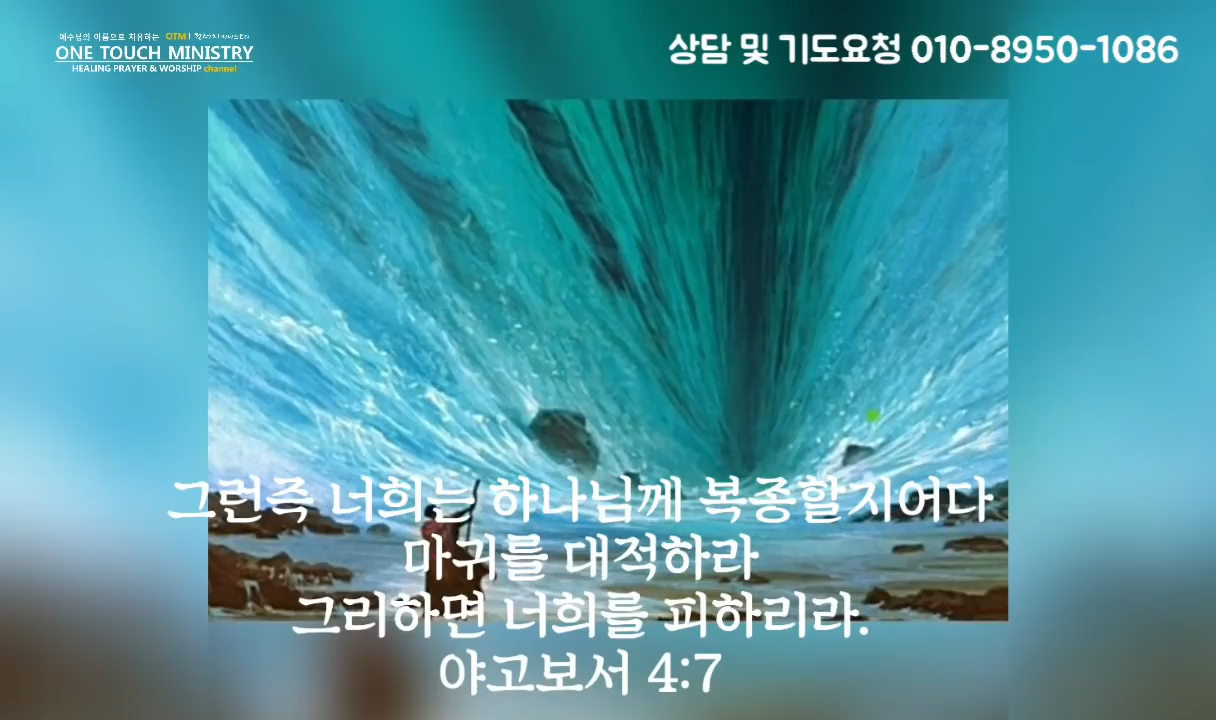 예수님의 이름으로 치유하는 OTM
ONE TOUCH MINISTRY
HEALING PRAYER & WORSHIP channel
상담 및 기도요청 010-8950-1086
그런즉 너희는 하나님께 복종할지어다
마귀를 대적하라
그리하면 너희를 피하리라.
야고보서 4:7